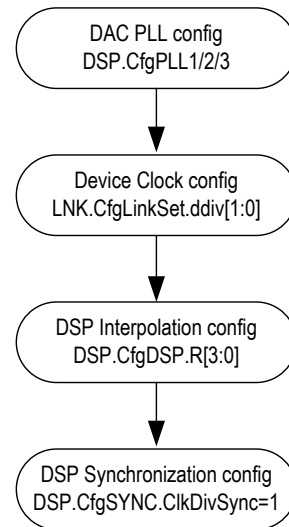 DAC PLL config
DSP.CfgPLL1/2/3
Device Clock config
LNK.CfgLinkSet.ddiv[1:0]
DSP Interpolation config
DSP.CfgDSP.R[3:0]
DSP Synchronization config
DSP.CfgSYNC.ClkDivSync=1